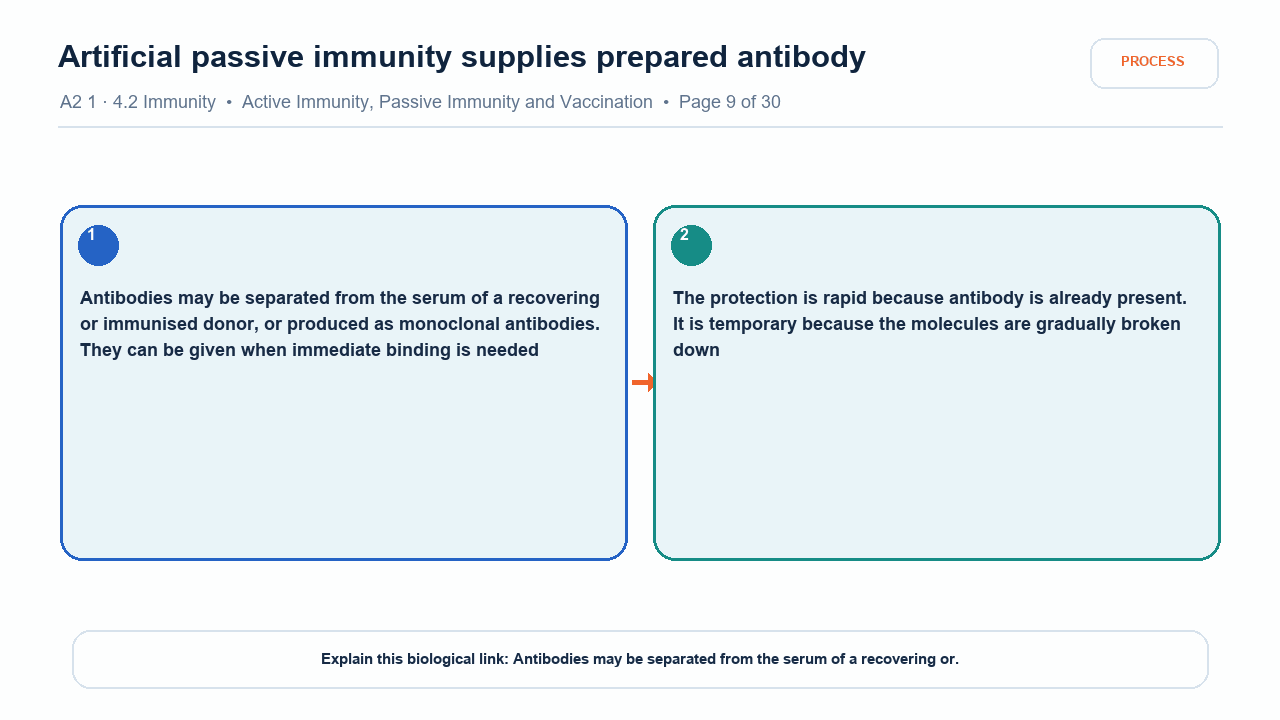 Artificial passive immunity supplies prepared antibody
PROCESS
A2 1 · 4.2 Immunity • Active Immunity, Passive Immunity and Vaccination • Page 9 of 30
1
Antibodies may be separated from the serum of a recovering
or immunised donor, or produced as monoclonal antibodies.
They can be given when immediate binding is needed
2
The protection is rapid because antibody is already present.
It is temporary because the molecules are gradually broken
down
Explain this biological link: Antibodies may be separated from the serum of a recovering or.